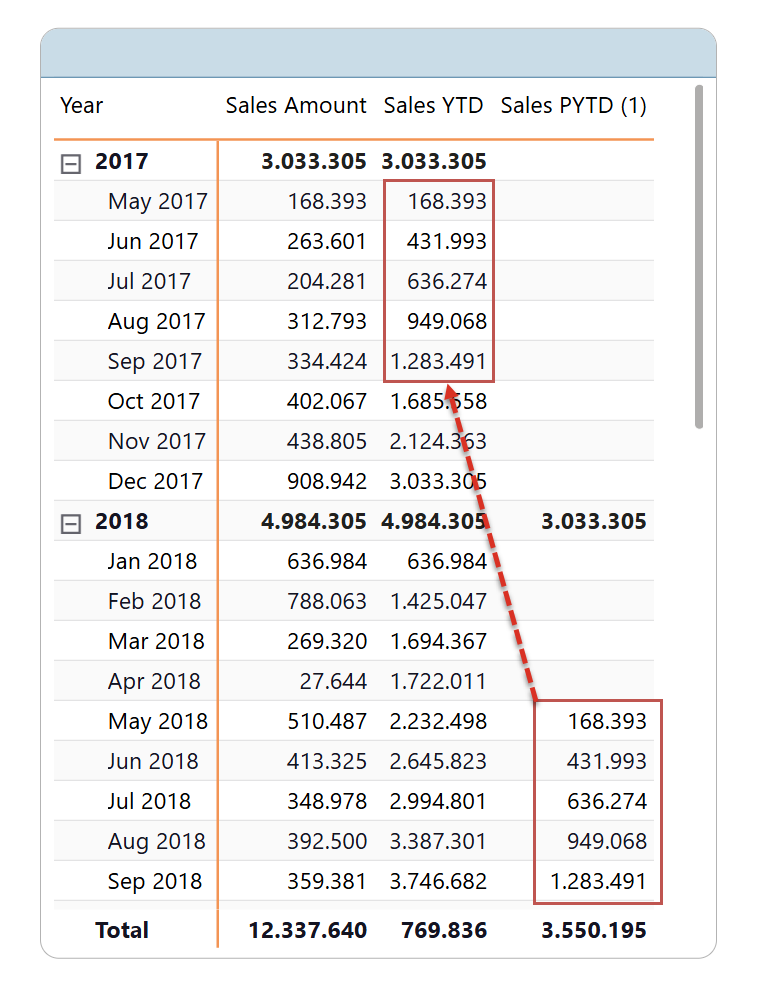 Year Sales Amount Sales YTD Sales PYTD (1)
2017 3.033.305 3.033.305
May 2017 168.393 168.393
Jun 2017 263.601 431.993
Jul 2017 204.281 636.274
Aug 2017 312.793 949.068
Sep 2017 334.424 1.283.491
Oct 2017 402.067 1.685.558
Nov 2017 438.805 2.124.363
Dec 2017 908.942 3.033.305
2018 4.984.305 4.984.305 3.033.305
Jan 2018 636.984 636.984
Feb 2018 788.063 1.425.047
Mar 2018 269.320 1.694.367
Apr 2018 27.644 1.722.011
May 2018 510.487 2.232.498 168.393
Jun 2018 413.325 2.645.823 431.993
Jul 2018 348.978 2.994.801 636.274
Aug 2018 392.500 3.387.301 949.068
Sep 2018 359.381 3.746.682 1.283.491
Total 12.337.640 769.836 3.550.195